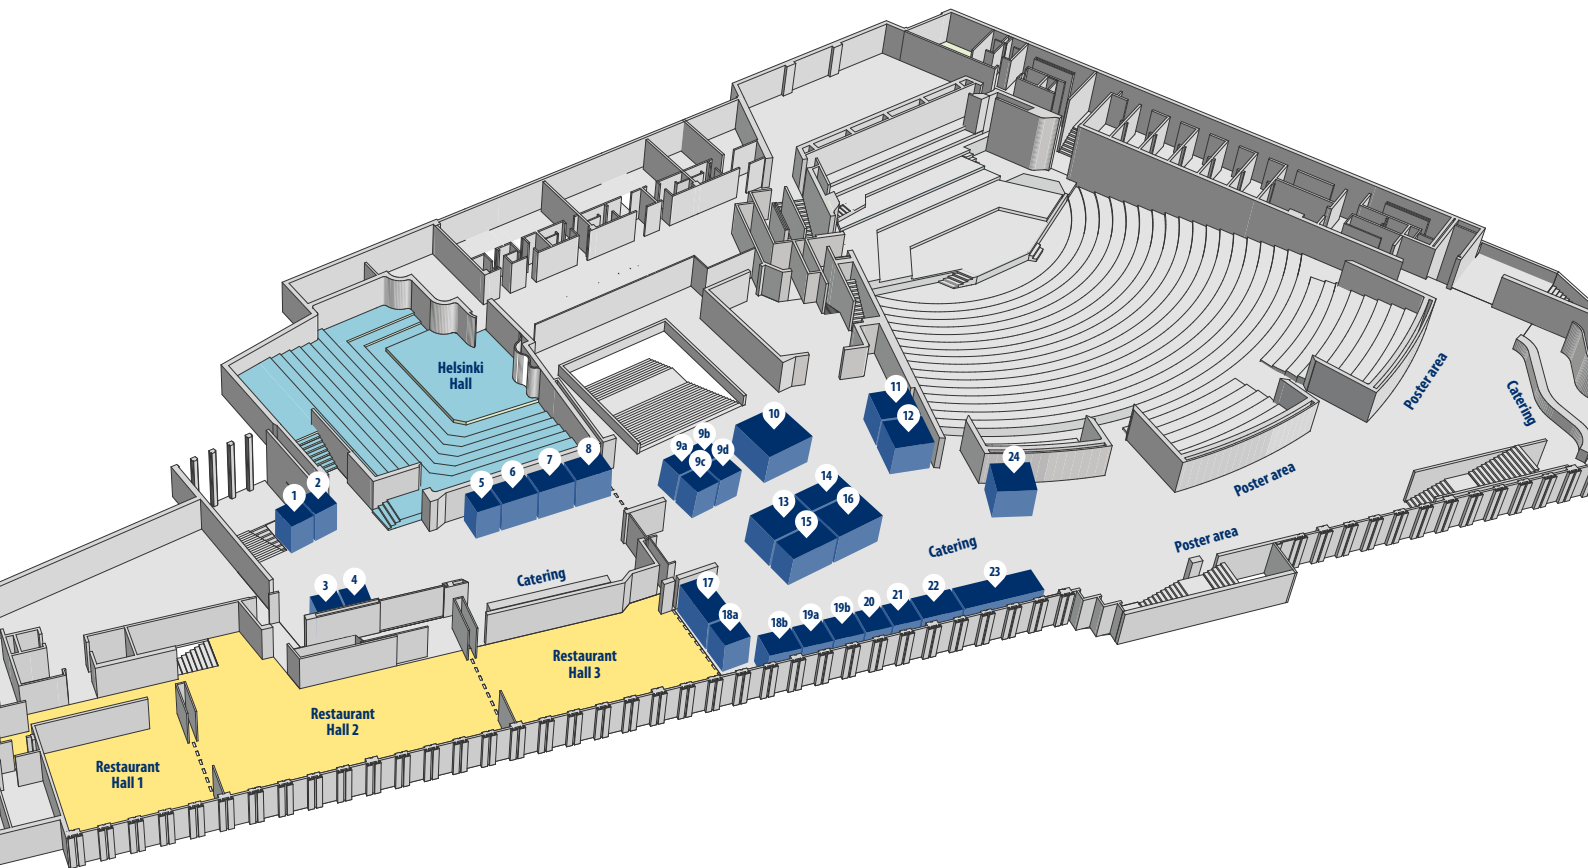 Helsinki
Hall
Poster area
Catering
11
12
10
9b
9a
9d
9c
8
7
6
5
24
14
16
13
15
2
1
Poster area
Poster area
Catering
Catering
3
4
17
18a
18b
19a
19b
20
21
22
23
Restaurant
Hall 3
Restaurant
Hall 2
Restaurant
Hall 1